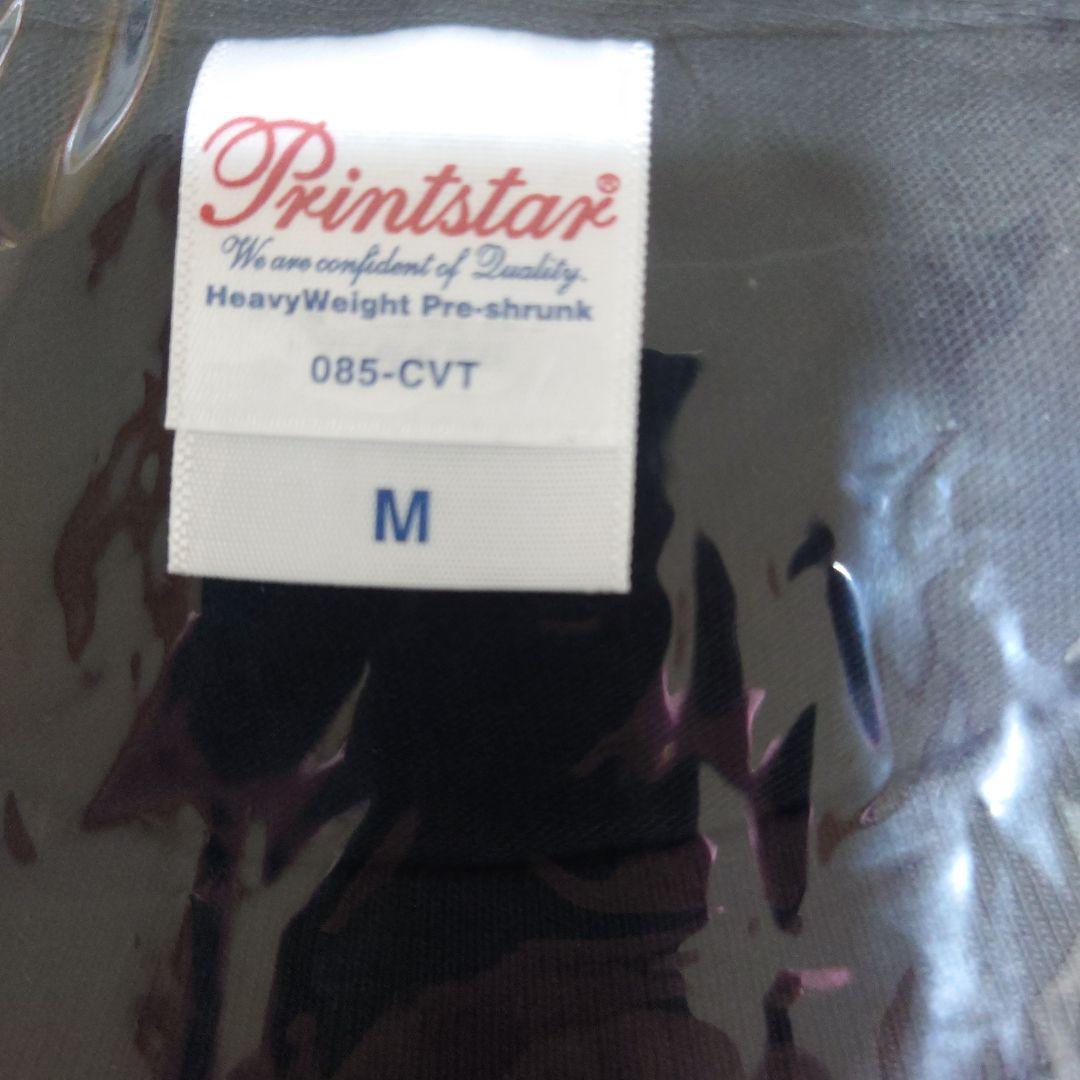 Printstar®
We are confident of Quality.
HeavyWeight Pre-shrunk
085-CVT
M